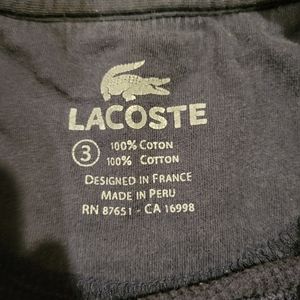 LACOSTE
3 100% COTON
100% COTTON
DESIGNED IN FRANCE
MADE IN PERU
RN 87651 - CA 16998